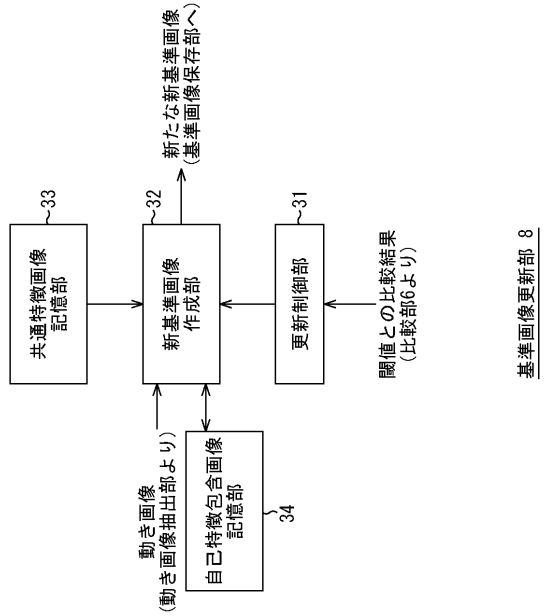 共通特徴画像
記憶部
33
新基準画像
作成部
32
新たな新基準画像
(基準画像保存部へ)
動き画像
(動き画像抽出部より)
自己特徴包含画像
記憶部
34
更新制御部
31
閾値との比較結果
(比較部6より)
基準画像更新部 8